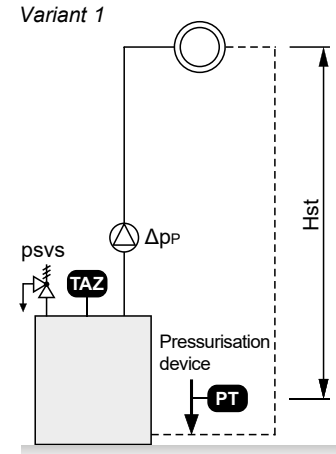 Variant 1
Hst
ΔpP
psvs
TAZ
Pressurisation
device
PT